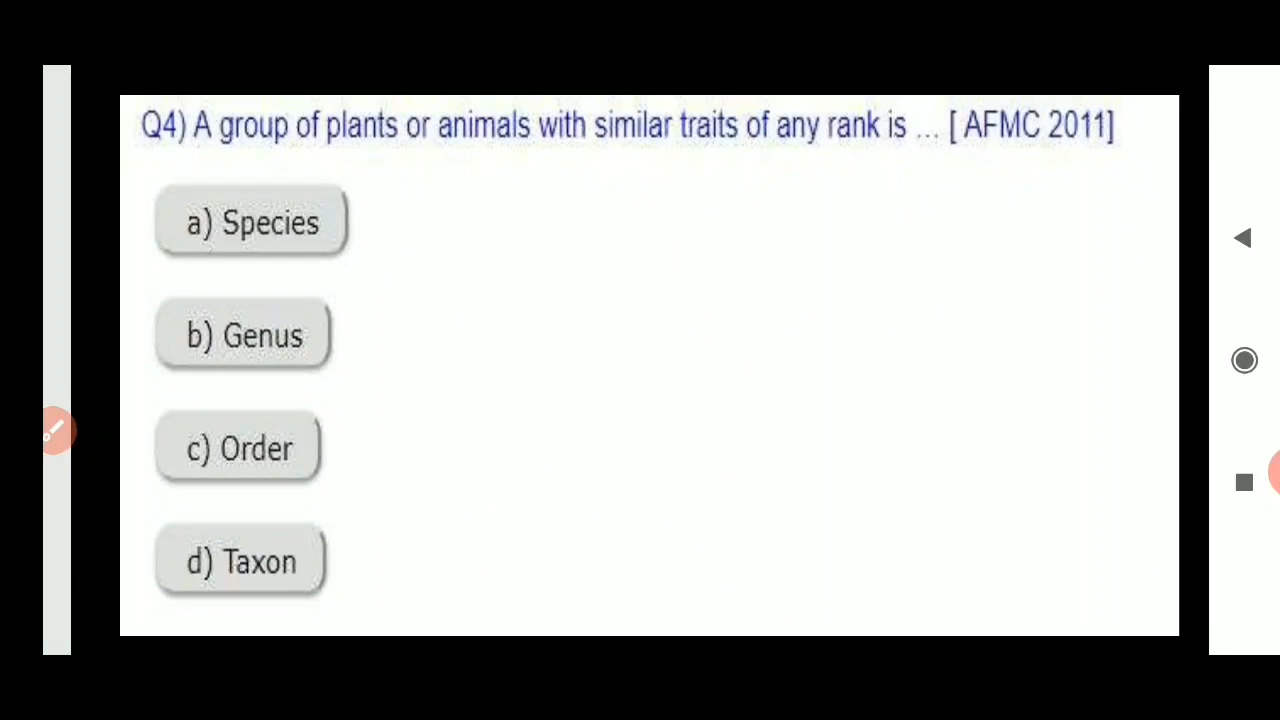 Q4) A group of plants or animals with similar traits of any rank is ... [ AFMC 2011]
a) Species
b) Genus
c) Order
d) Taxon